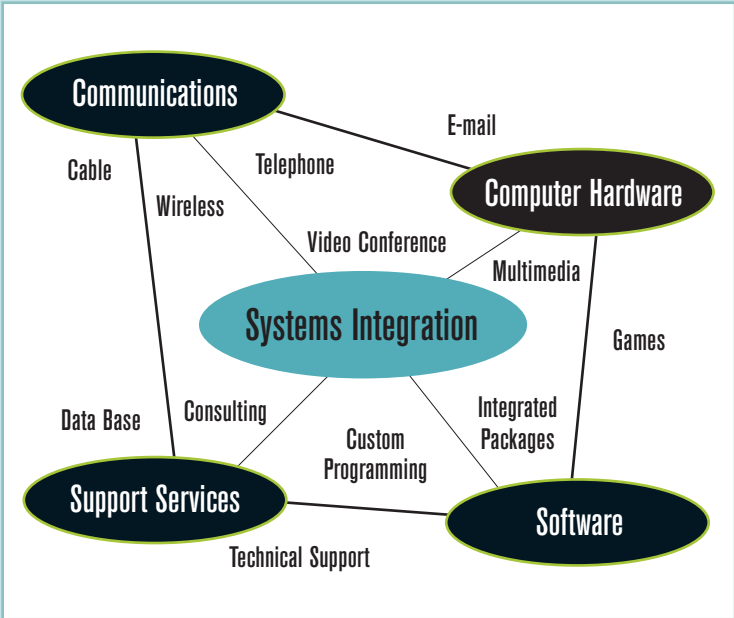 Communications
E-mail
Cable
Telephone
Wireless
Computer Hardware
Video Conference
Multimedia
Systems Integration
Games
Data Base
Consulting
Integrated
Packages
Custom
Programming
Support Services
Software
Technical Support